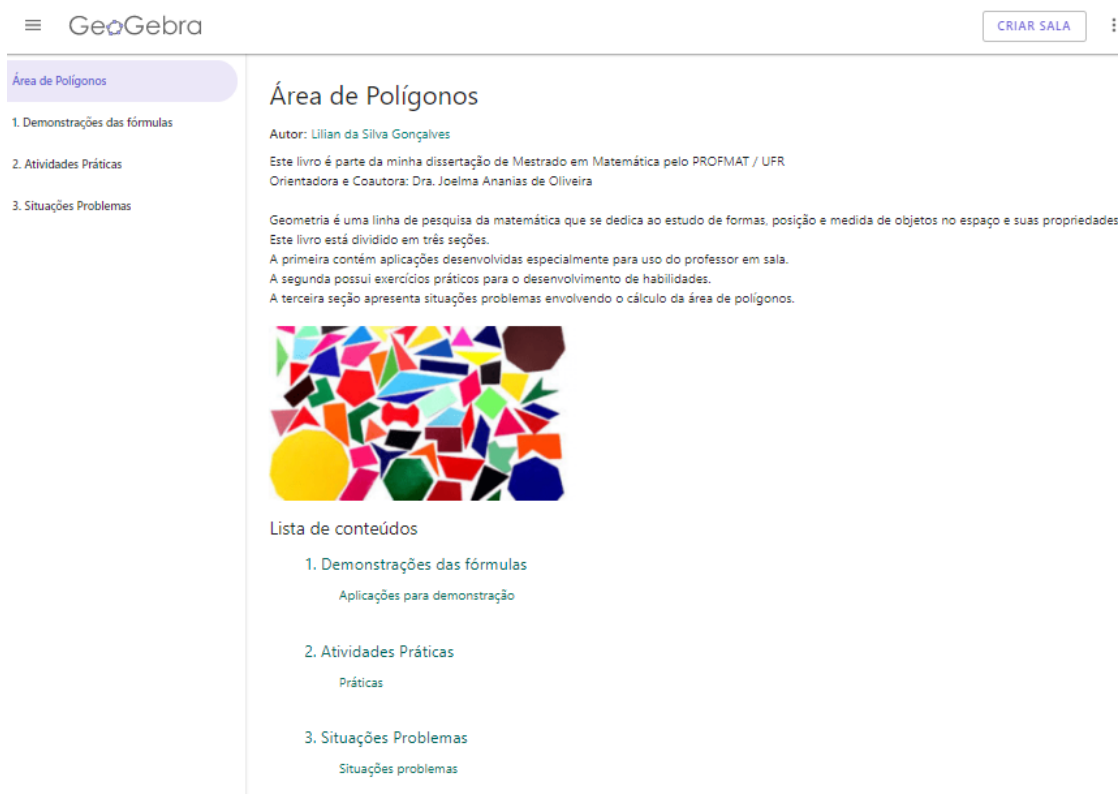 GeoGebra
CRIAR SALA
Área de Polígonos
1. Demonstrações das fórmulas
2. Atividades Práticas
3. Situações Problemas
Área de Polígonos
Autor: Lilian da Silva Gonçalves
Este livro é parte da minha dissertação de Mestrado em Matemática pelo PROFMAT / UFR
Orientadora e Coautora: Dra. Joelma Ananias de Oliveira
Geometria é uma linha de pesquisa da matemática que se dedica ao estudo de formas, posição e medida de objetos no espaço e suas propriedades
Este livro está dividido em três seções.
A primeira contém aplicações desenvolvidas especialmente para uso do professor em sala.
A segunda possui exercícios práticos para o desenvolvimento de habilidades.
A terceira seção apresenta situações problemas envolvendo o cálculo da área de polígonos.
Lista de conteúdos
1. Demonstrações das fórmulas
Aplicações para demonstração
2. Atividades Práticas
Práticas
3. Situações Problemas
Situações problemas